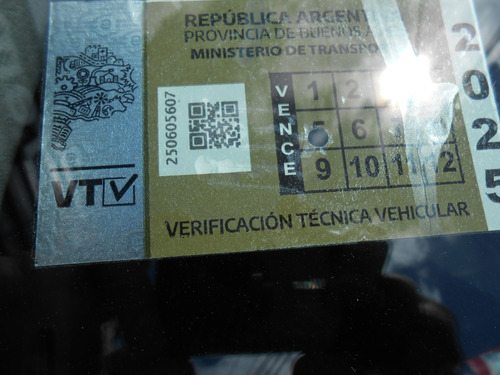 REPÚBLICA ARGENT
PROVINCIA DE BUENOS A
MINISTERIO DE TRANSPO
2025
250605607
VENCE
1 2
5 6
9 10 11 12
VTV
VERIFICACIÓN TÉCNICA VEHICULAR